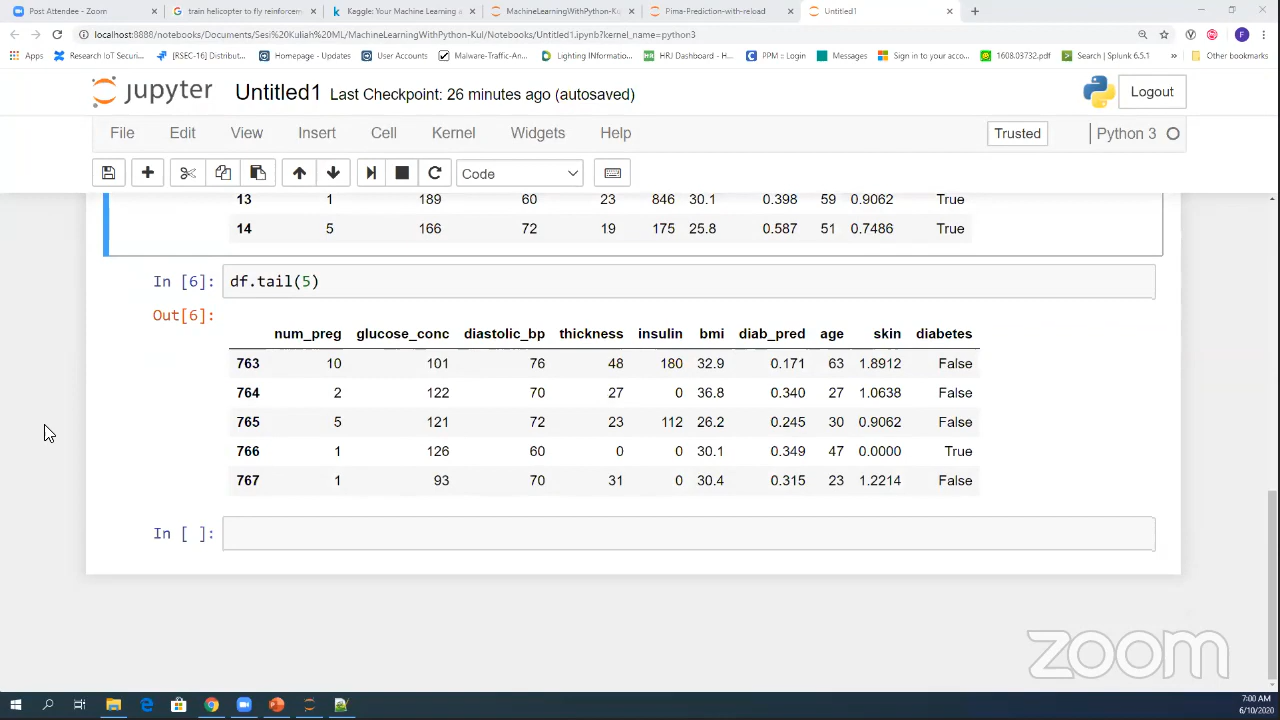 Post Attendee - Zoom
train helicopter to fly reinforcem
Kaggle: Your Machine Learning a
MachineLearningWithPython-Kul
Pima-Prediction-with-reload
Untitled1
localhost:8888/notebooks/Documents/Sesi%20Kuliah%20ML/MachineLearningWithPython-Kul/Notebooks/Untitled1.ipynb?kernel_name=python3
Apps
Research IoT Securi...
[RSEC-16] Distribut...
Homepage - Updates
User Accounts
Malware-Traffic-An...
Lighting INformatio...
HRJ Dashboard - H...
PPM :: Login
Messages
Sign in to your acco...
1608.03732.pdf
Search | Splunk 6.5.1
»
Other bookmarks
jupyter Untitled1 Last Checkpoint: 26 minutes ago (autosaved)
Logout
File Edit View Insert Cell Kernel Widgets Help
Trusted
Python 3
Code
13 1 189 60 23 846 30.1 0.398 59 0.9062 True
14 5 166 72 19 175 25.8 0.587 51 0.7486 True
In [6]: df.tail(5)
Out[6]:
num_preg glucose_conc diastolic_bp thickness insulin bmi diab_pred age skin diabetes
763 10 101 76 48 180 32.9 0.171 63 1.8912 False
764 2 122 70 27 0 36.8 0.340 27 1.0638 False
765 5 121 72 23 112 26.2 0.245 30 0.9062 False
766 1 126 60 0 0 30.1 0.349 47 0.0000 True
767 1 93 70 31 0 30.4 0.315 23 1.2214 False
In [ ]:
zoom
7:00 AM
6/10/2020